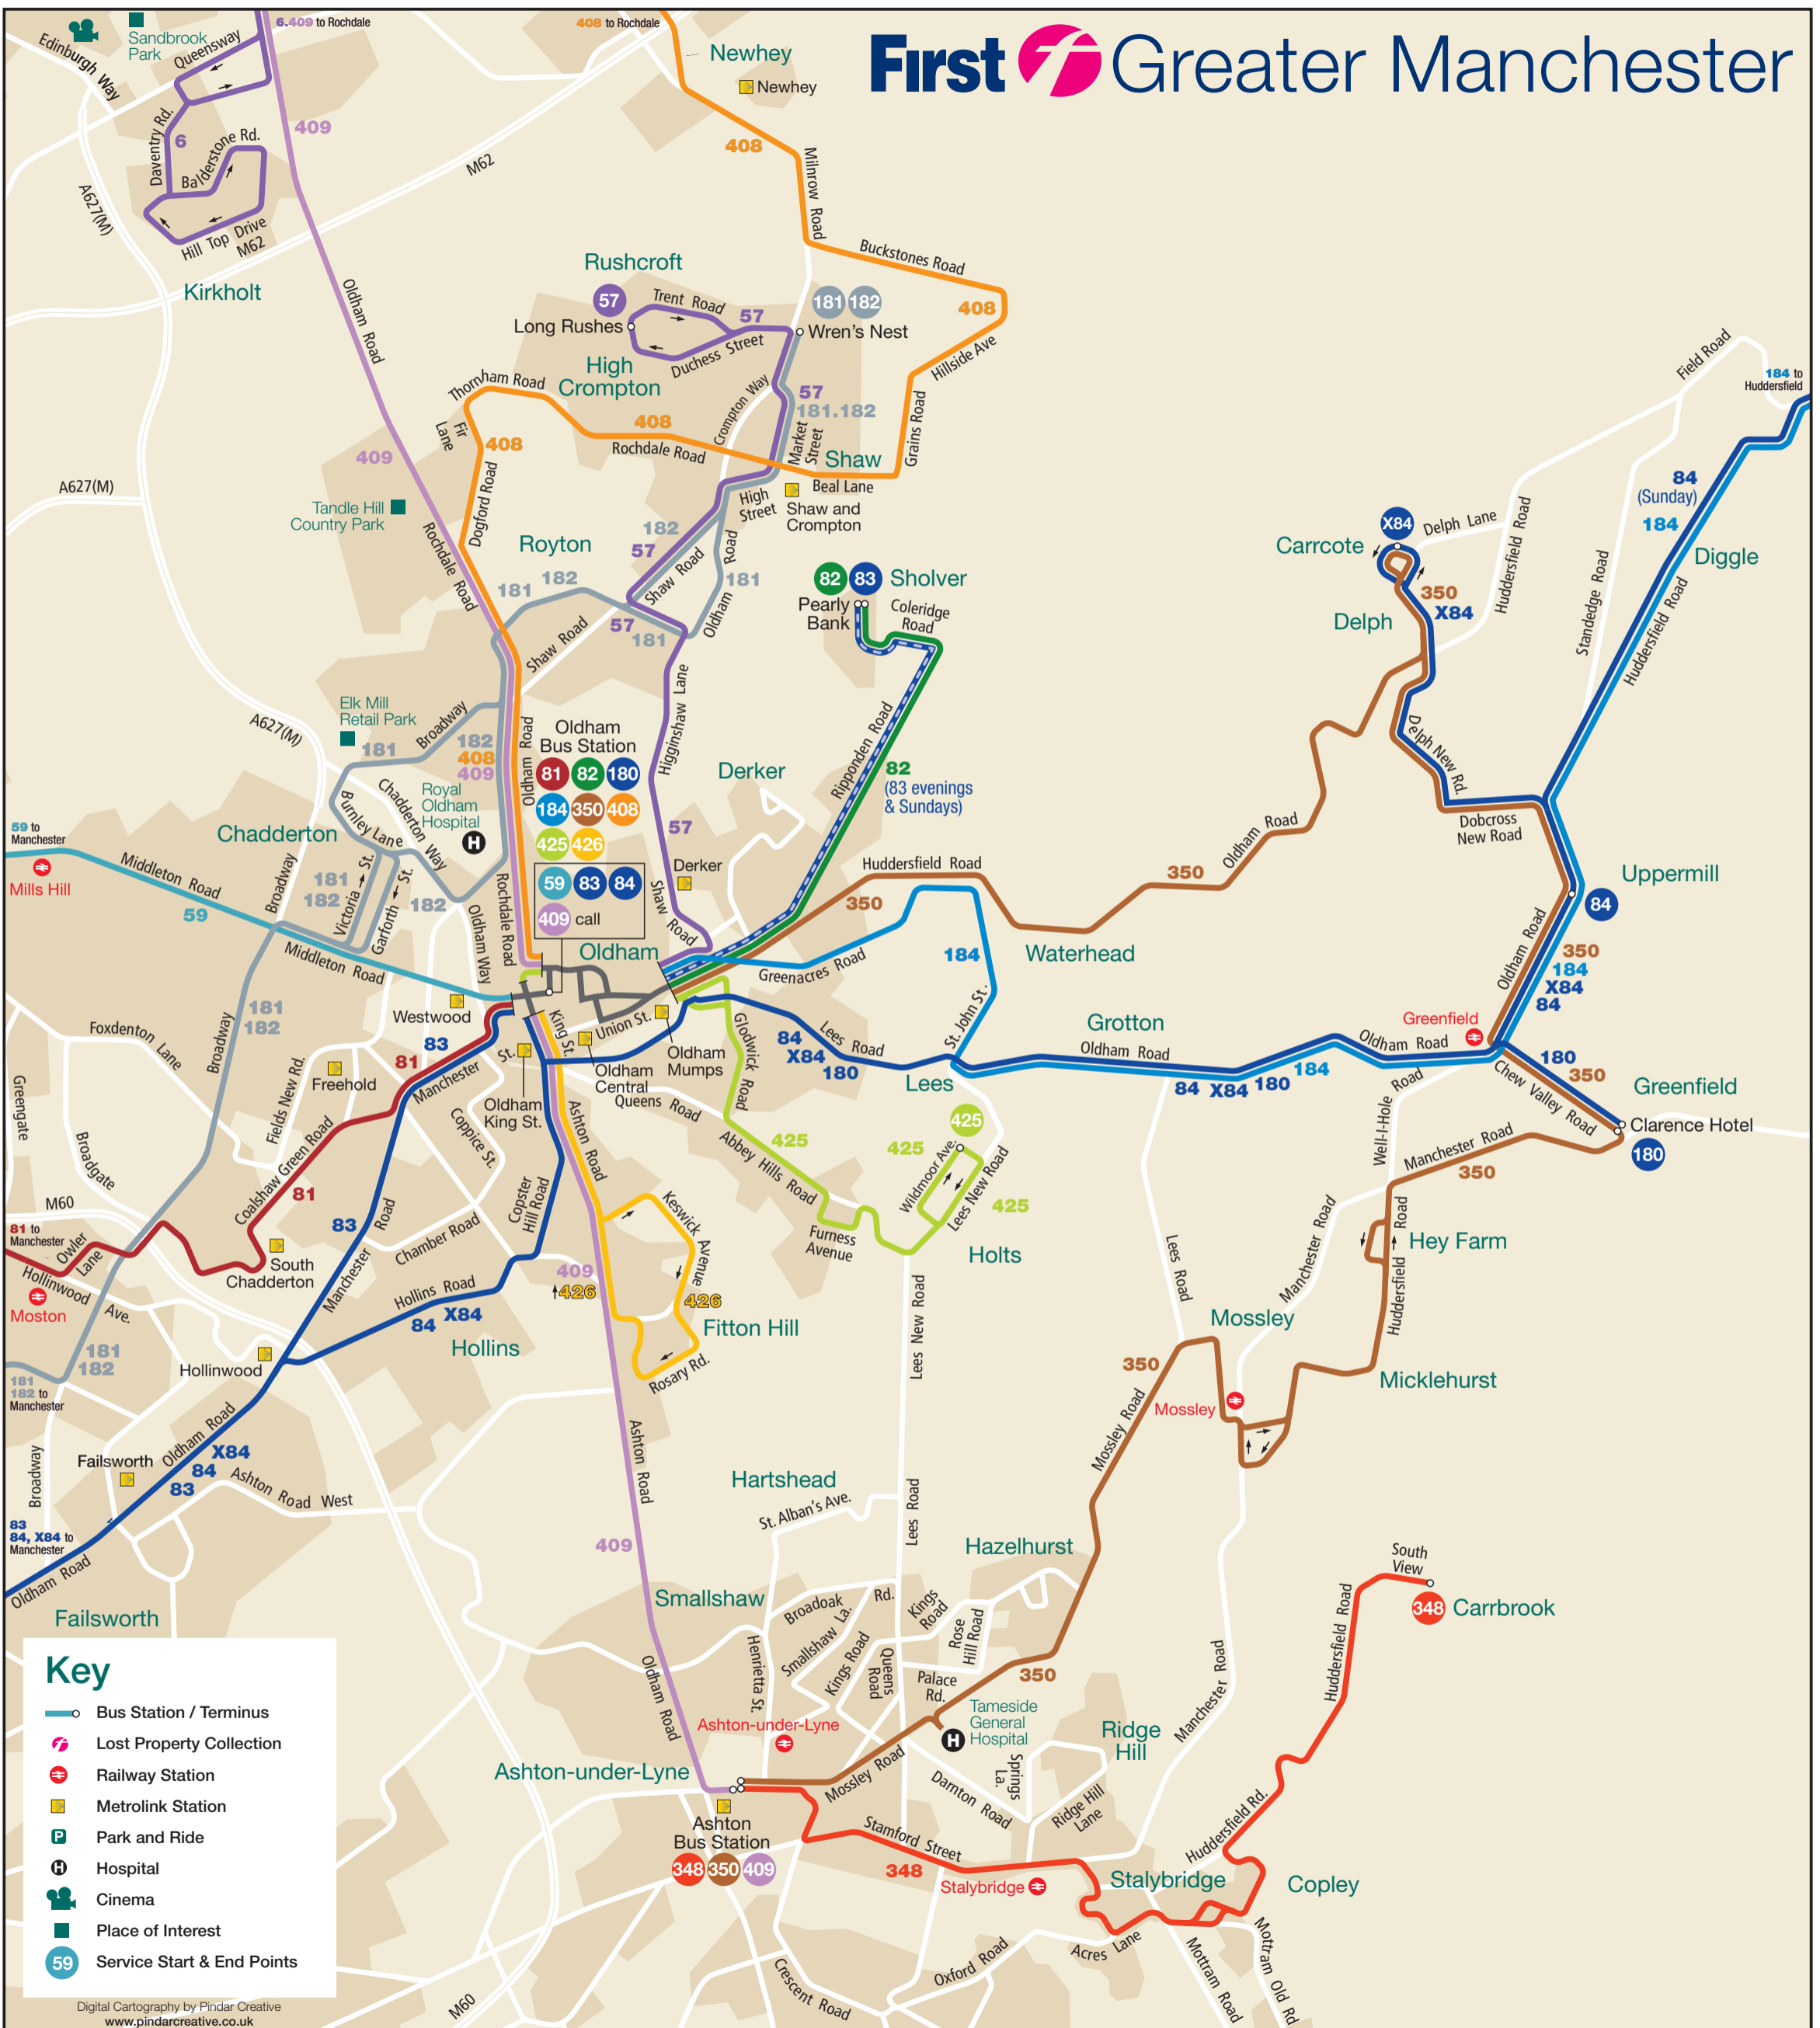 First Greater Manchester
6.409 to Rochdale
408 to Rochdale
Sandbrook
Park
Edinburgh Way
Queensway
Newhey
Newhey
409
6
Daventry Rd.
Balderstone Rd.
408
M62
Milnrow Road
A627(M)
Hill Top Drive
M62
Kirkholt
Oldham Road
Rushcroft
57
Trent Road
57
Long Rushes
Duchess Street
181 182
Wren's Nest
Buckstones Road
408
Hillside Ave
High
Crompton
Thornham Road
Fir
Lane
408
Rochdale Road
408
Crompton Way
57
181.182
Market
Street
Grains Road
Shaw
Beal Lane
High
Street
Shaw and
Crompton
Field Road
184 to
Huddersfield
409
A627(M)
Tandle Hill
Country Park
Dogford Road
Rochdale Road
Royton
182
57
Shaw Road
181
Oldham Road
181
182
57
181
Shaw Road
82 83 Sholver
Pearly
Bank
Coleridge
Road
84
(Sunday)
184
Diggle
X84
Carrcote
Delph Lane
350
X84
Delph
Huddersfield Road
Standedge Road
Huddersfield Road
Elk Mill
Retail Park
A627(M)
181
Broadway
182
408
409
Oldham Road
Oldham
Bus Station
81 82 180
184 350 408
425 426
59 83 84
409 call
Higginshaw Lane
Derker
57
Derker
Shaw Road
Ripponden Road
82
(83 evenings
& Sundays)
Delph New Rd.
Dobcross
New Road
Royal
Oldham
Hospital
Burnley Lane
Chadderton Way
Chadderton
59 to
Manchester
Mills Hill
Middleton Road
59
Broadway
181
182
Victoria St.
Garforth St.
182
Oldham Way
Rochdale Road
Middleton Road
Oldham
Huddersfield Road
350
Greenacres Road
184
350
Oldham Road
Waterhead
Uppermill
84
Oldham Road
350
184
X84
84
Westwood
181
182
Foxdenton Lane
Broadway
Greengate
Broadgate
Freehold
Fields New Rd.
83
81
Manchester
St.
King St.
Union St.
Oldham
Mumps
Oldham
Central
Queens Road
Oldham
King St.
Glodwick Road
84
X84
180
Lees Road
Lees
St. John St.
Grotton
Oldham Road
84 X84 180 184
Oldham Road
Greenfield
180
350
Greenfield
Chew Valley Road
Clarence Hotel
180
Well-I-Hole
Road
Manchester Road
350
425
425
425
Abbey Hills Road
Wildmoor Ave.
Lees New Road
425
Furness
Avenue
Holts
Coppice St.
Ashton Road
Copster
Hill Road
Coalshaw Green Road
81
M60
81 to
Manchester
Owler
Lane
Hollinwood
Ave.
Moston
South
Chadderton
83
Road
Manchester
Chamber Road
Hollins Road
84 X84
Hollins
Hollinwood
409
426
Keswick
Avenue
426
Fitton Hill
Rosary Rd.
181
182
181
182 to
Manchester
Lees New Road
Lees Road
Manchester Road
Road
Hey Farm
Huddersfield
Mossley
350
Mossley
Mossley Road
Micklehurst
Broadway
Failsworth
Oldham Road
X84
84
83
Ashton Road West
83
84, X84 to
Manchester
Oldham Road
Failsworth
Ashton Road
409
Hartshead
St. Alban's Ave.
Lees Road
Hazelhurst
Smallshaw
Broadoak
Rd.
Kings
Road
Rose
Hill Road
Smallshaw La.
Kings Road
Queens
Road
Henrietta St.
Palace
Rd.
350
Tameside
General
Hospital
Oldham Road
Ashton-under-Lyne
Ashton-under-Lyne
Mossley Road
Darnton Road
Springs
La.
Ridge
Hill
Ridge Hill
Lane
Manchester Road
South
View
348 Carrbrook
Huddersfield Road
Huddersfield Rd.
Ashton
Bus Station
348 350 409
Stamford Street
348
Stalybridge
Stalybridge
Copley
Acres Lane
Oxford Road
Crescent Road
Mottram Road
Mottram Old Rd
M60
Key
Bus Station / Terminus
Lost Property Collection
Railway Station
Metrolink Station
P Park and Ride
H Hospital
Cinema
Place of Interest
59 Service Start & End Points
Digital Cartography by Pindar Creative
www.pindarcreative.co.uk